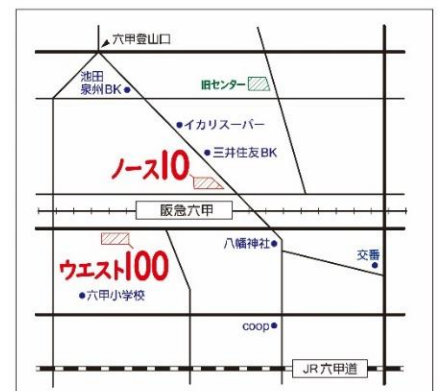 六甲登山口
池田
泉州BK
旧センター
イカリスーパー
三井住友BK
ノース10
阪急六甲
八幡神社
交番
ウエスト100
六甲小学校
coop
JR 六甲道